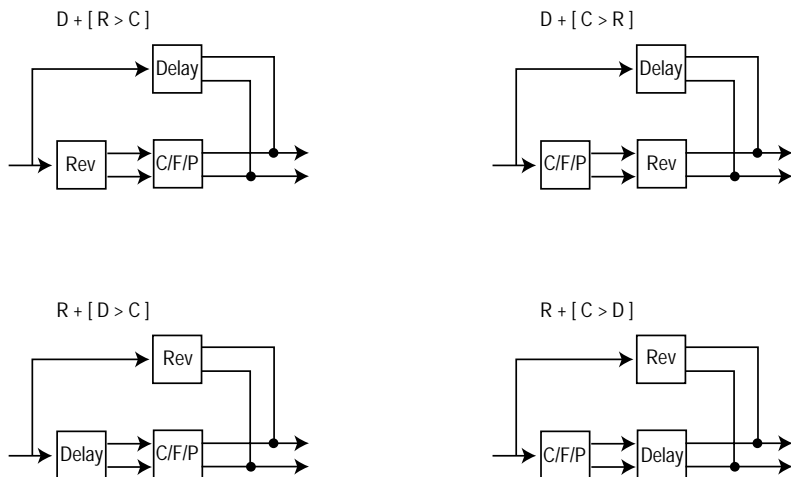 D + [ R > C ]
Delay
Rev
C/F/P
D + [ C > R ]
Delay
C/F/P
Rev
R + [ D > C ]
Rev
Delay
C/F/P
R + [ C > D ]
Rev
C/F/P
Delay